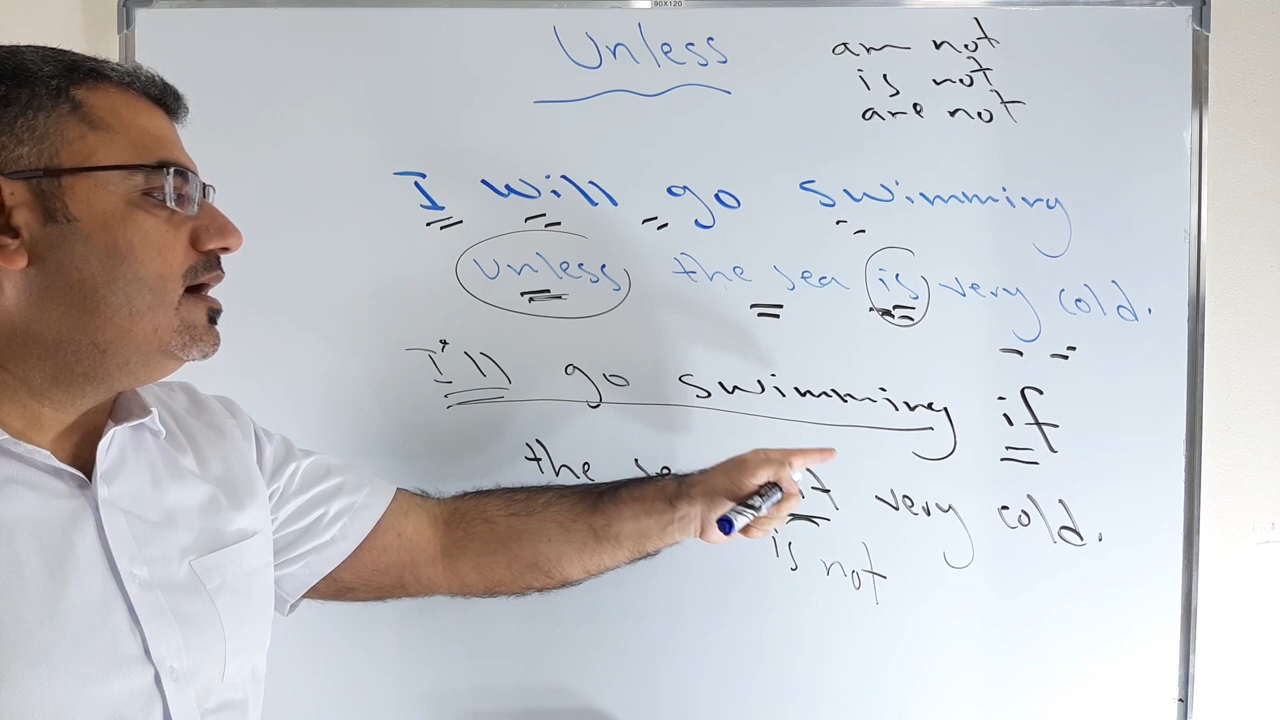 90X120
Unless
am not
is not
are not
I will go swimming
unless the sea is very cold.
I'll go swimming if
the very cold.
is not